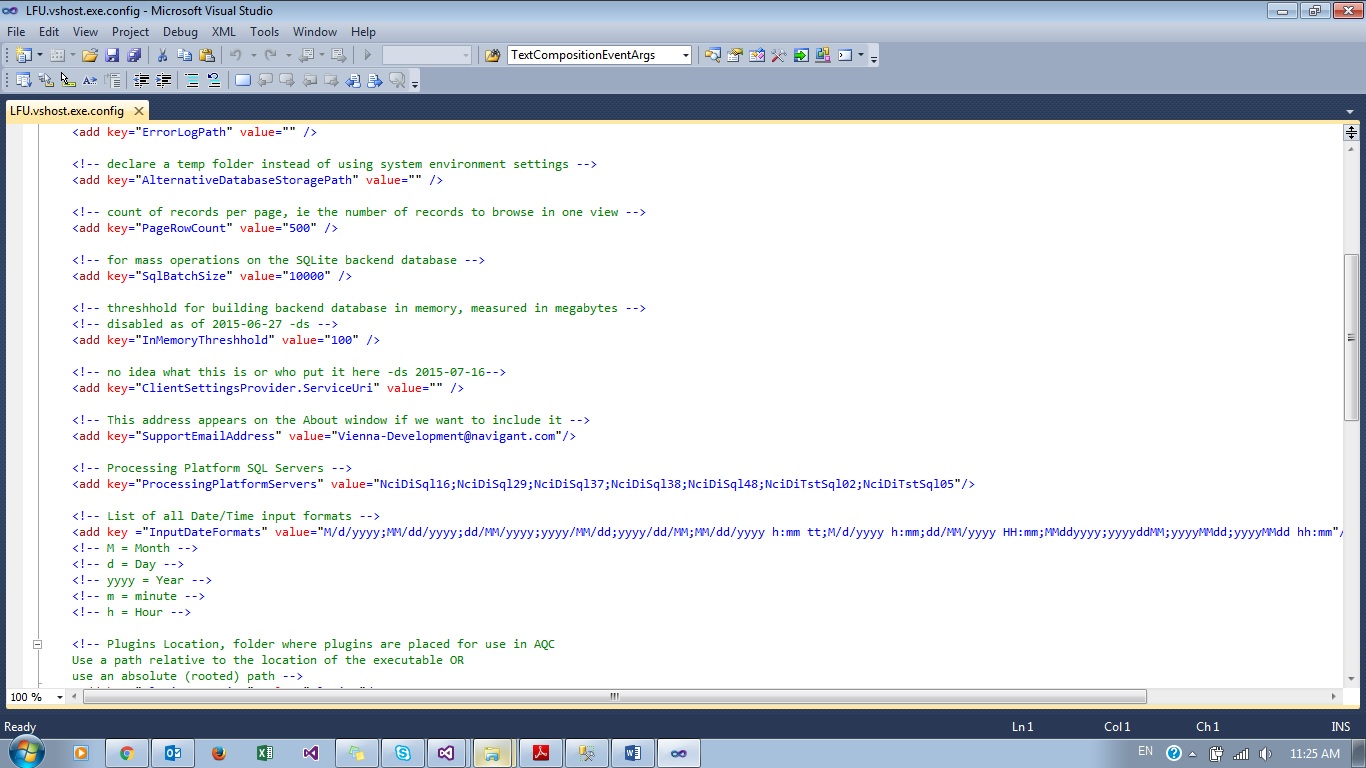 LFU.vshost.exe.config - Microsoft Visual Studio
File Edit View Project Debug XML Tools Window Help
TextCompositionEventArgs
LFU.vshost.exe.config
<add key="ErrorLogPath" value="" />
<!-- declare a temp folder instead of using system environment settings -->
<add key="AlternativeDatabaseStoragePath" value="" />
<!-- count of records per page, ie the number of records to browse in one view -->
<add key="PageRowCount" value="500" />
<!-- for mass operations on the SQLite backend database -->
<add key="SqlBatchSize" value="10000" />
<!-- threshhold for building backend database in memory, measured in megabytes -->
<!-- disabled as of 2015-06-27 -ds -->
<add key="InMemoryThreshhold" value="100" />
<!-- no idea what this is or who put it here -ds 2015-07-16-->
<add key="ClientSettingsProvider.ServiceUri" value="" />
<!-- This address appears on the About window if we want to include it -->
<add key="SupportEmailAddress" value="Vienna-Development@navigant.com"/>
<!-- Processing Platform SQL Servers -->
<add key="ProcessingPlatformServers" value="NciDiSql16;NciDiSql29;NciDiSql37;NciDiSql38;NciDiSql48;NciDiTstSql02;NciDiTstSql05"/>
<!-- List of all Date/Time input formats -->
<add key ="InputDateFormats" value="M/d/yyyy;MM/dd/yyyy;dd/MM/yyyy;yyyy/MM/dd;yyyy/dd/MM;MM/dd/yyyy h:mm tt;M/d/yyyy h:mm;dd/MM/yyyy HH:mm;MMddyyyy;yyyyddMM;yyyyMMdd;yyyyMMdd hh:mm"/
<!-- M = Month -->
<!-- d = Day -->
<!-- yyyy = Year -->
<!-- m = minute -->
<!-- h = Hour -->
<!-- Plugins Location, folder where plugins are placed for use in AQC
Use a path relative to the location of the executable OR
use an absolute (rooted) path -->
100 %
Ready Ln 1 Col 1 Ch 1 INS
EN 11:25 AM